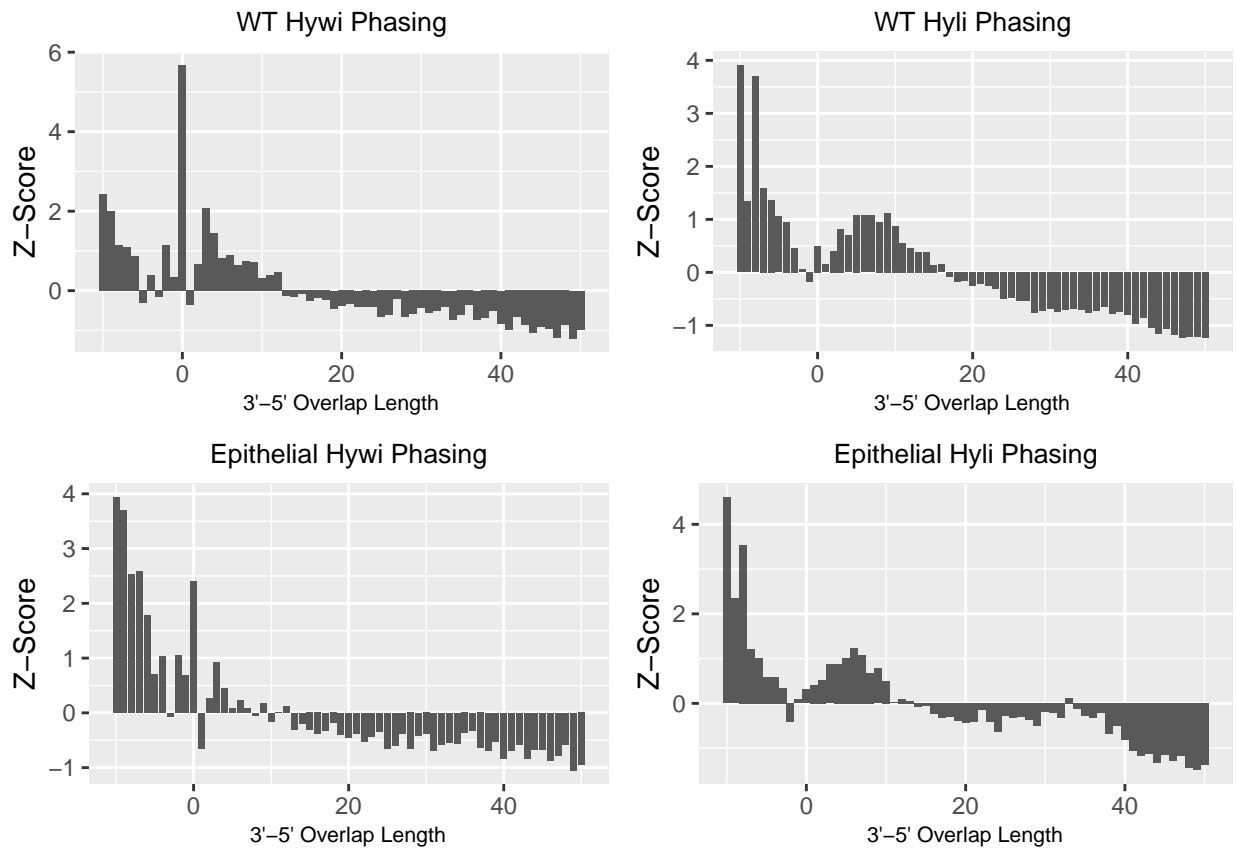 WT Hywi Phasing
Z−Score
6
4
2
0
0 20 40
3'−5' Overlap Length
WT Hyli Phasing
Z−Score
4
3
2
1
0
−1
0 20 40
3'−5' Overlap Length
Epithelial Hywi Phasing
Z−Score
4
3
2
1
0
−1
0 20 40
3'−5' Overlap Length
Epithelial Hyli Phasing
Z−Score
4
2
0
0 20 40
3'−5' Overlap Length